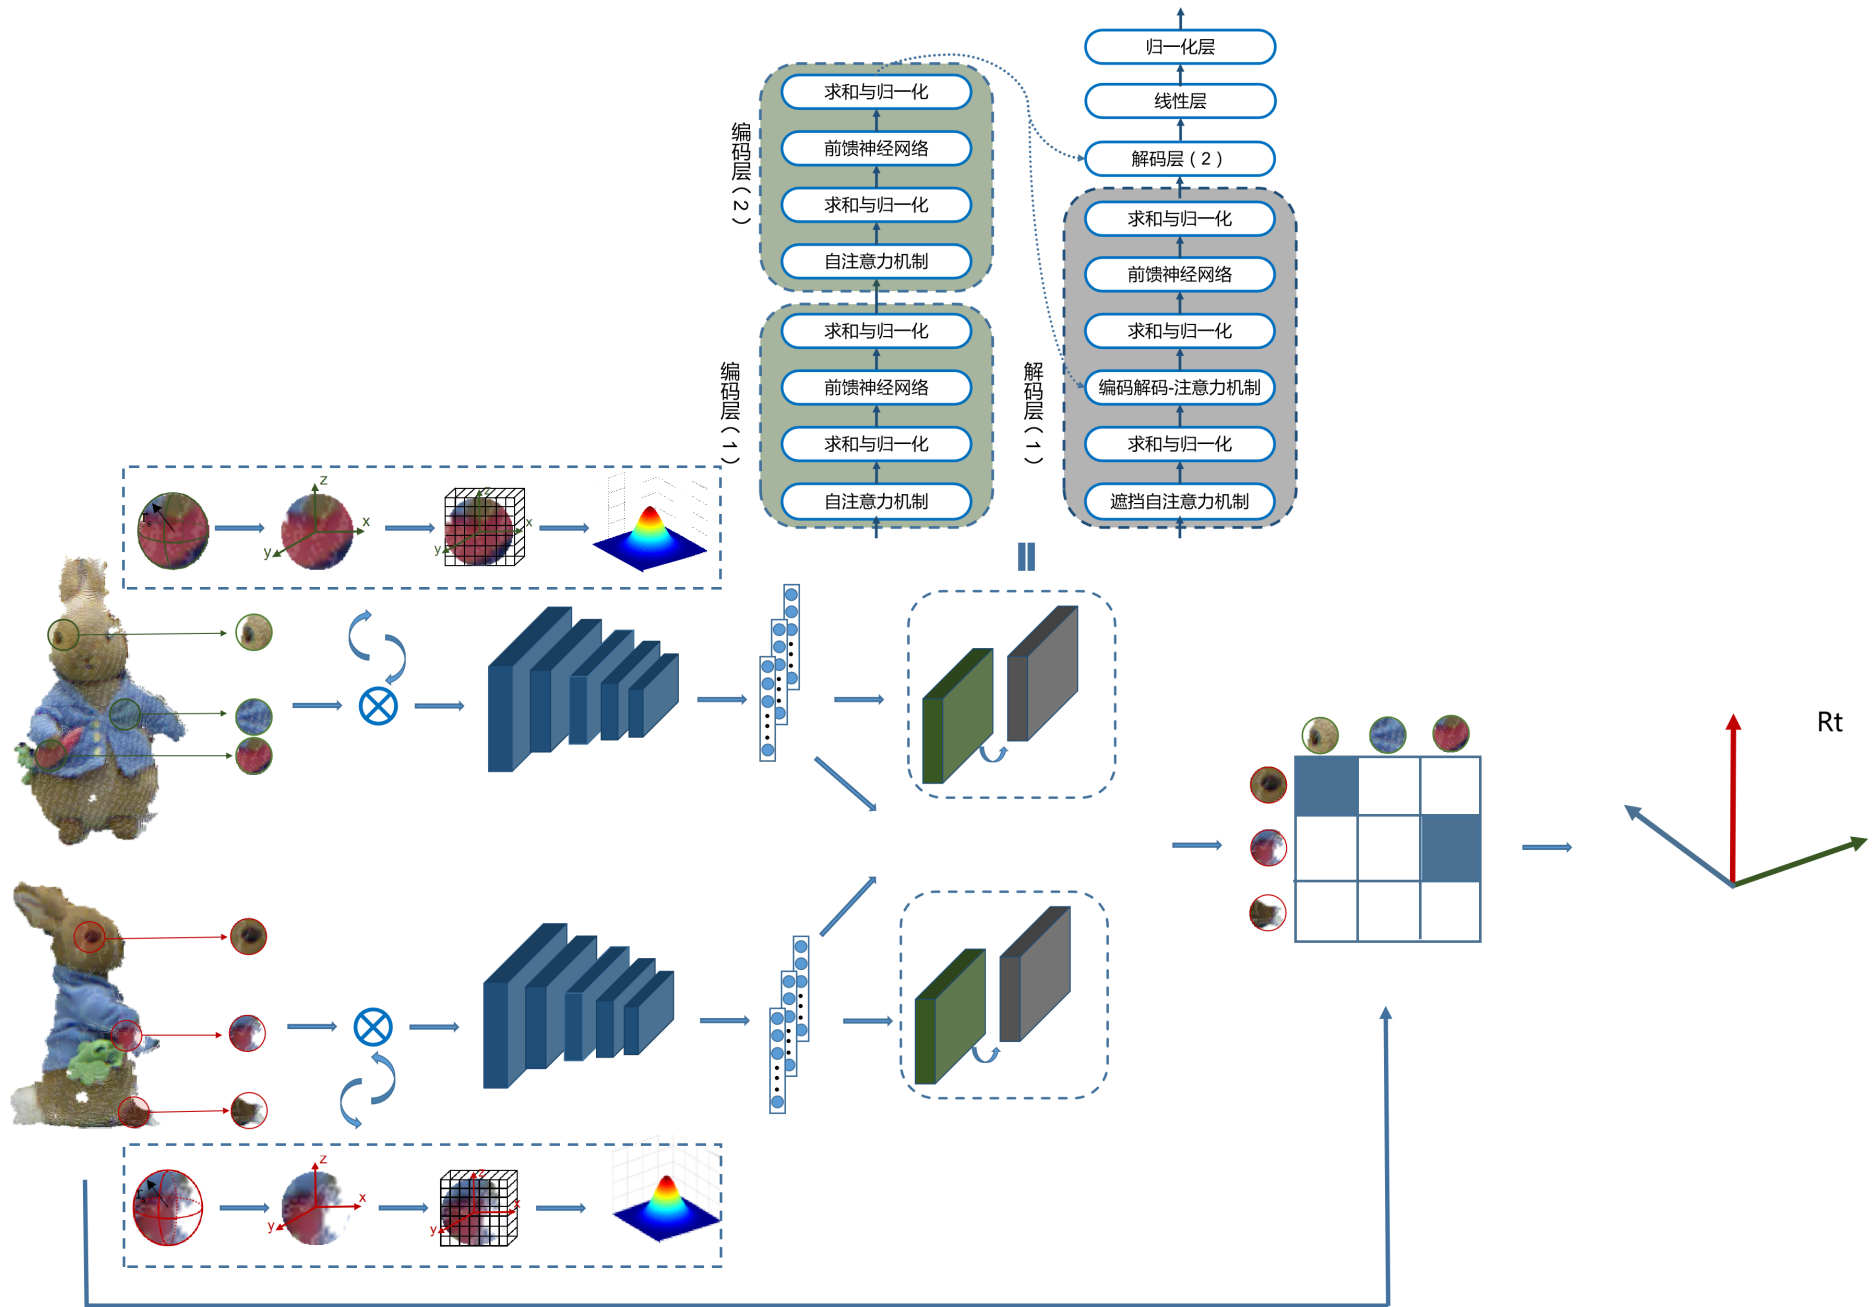 归一化层
线性层
解码层（2）
求和与归一化
前馈神经网络
求和与归一化
编码解码-注意力机制
求和与归一化
遮挡自注意力机制
解码层（1）
求和与归一化
前馈神经网络
求和与归一化
自注意力机制
编码层（2）
求和与归一化
前馈神经网络
求和与归一化
自注意力机制
编码层（1）
rs
z
x
y
z
x
y
Rt
r
z
x
y
z
x
y